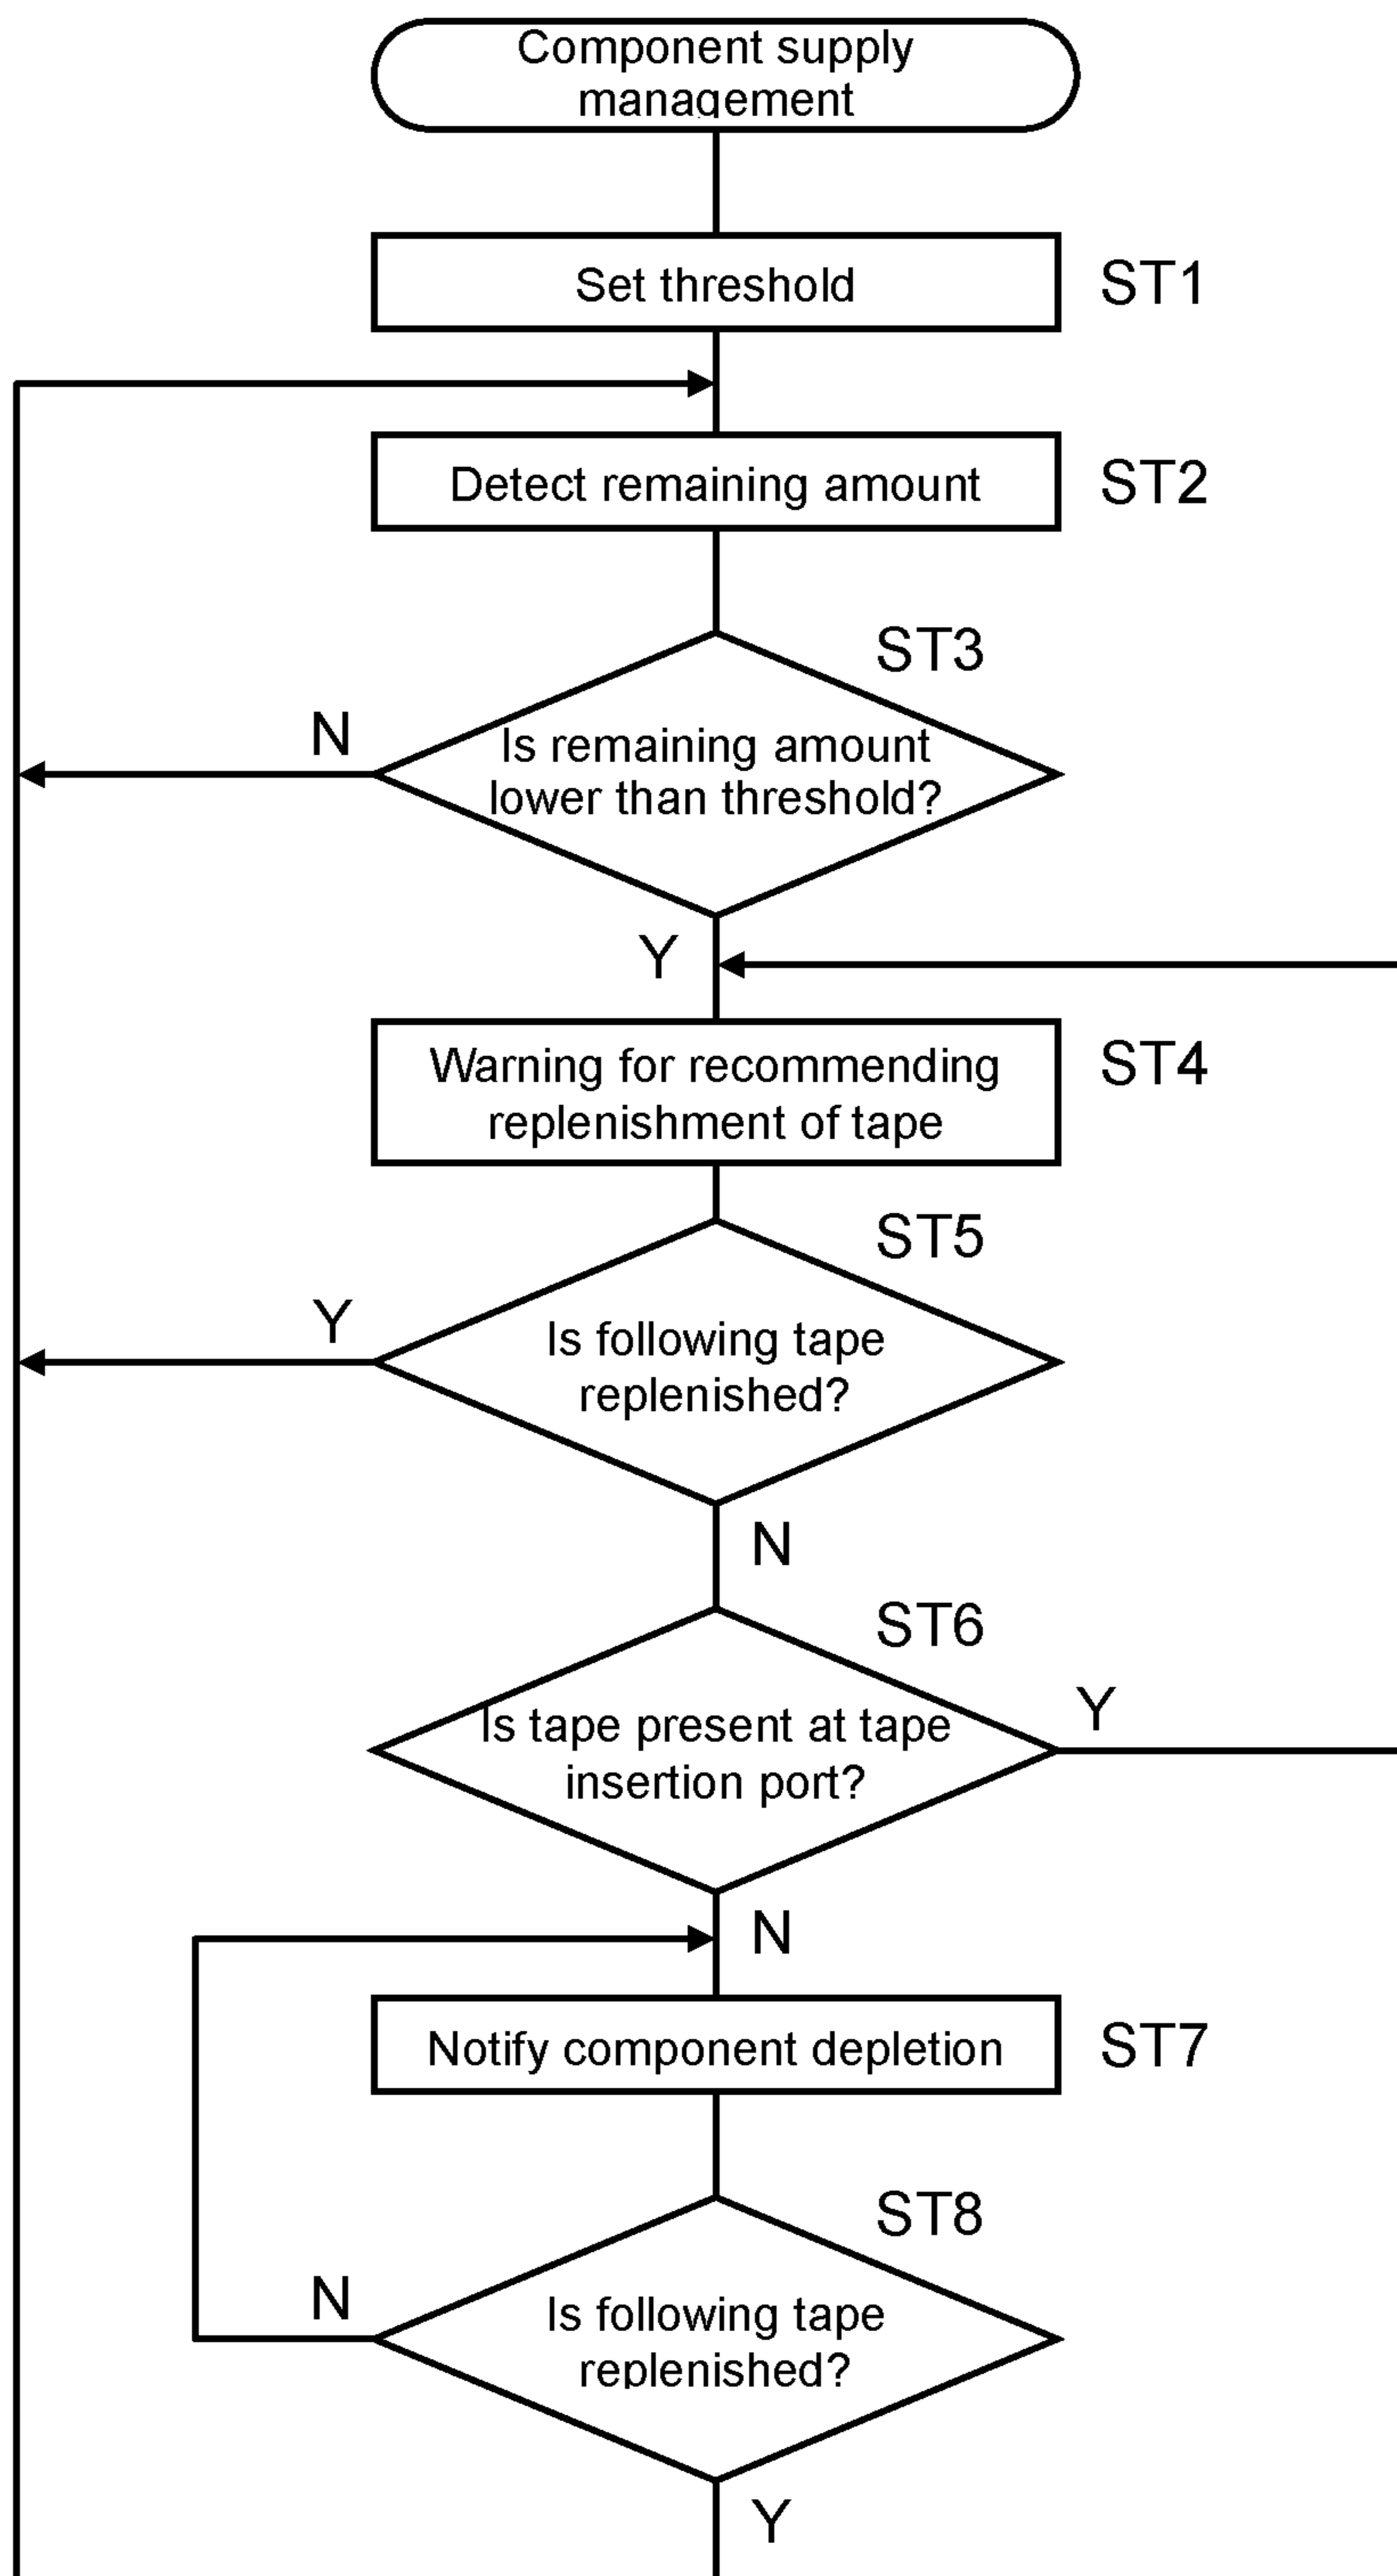 Component supply
management
Set threshold
ST1
Detect remaining amount
ST2
ST3
N
Is remaining amount
lower than threshold?
Y
Warning for recommending
replenishment of tape
ST4
ST5
Y
Is following tape
replenished?
N
ST6
Y
Is tape present at tape
insertion port?
N
Notify component depletion
ST7
ST8
N
Is following tape
replenished?
Y